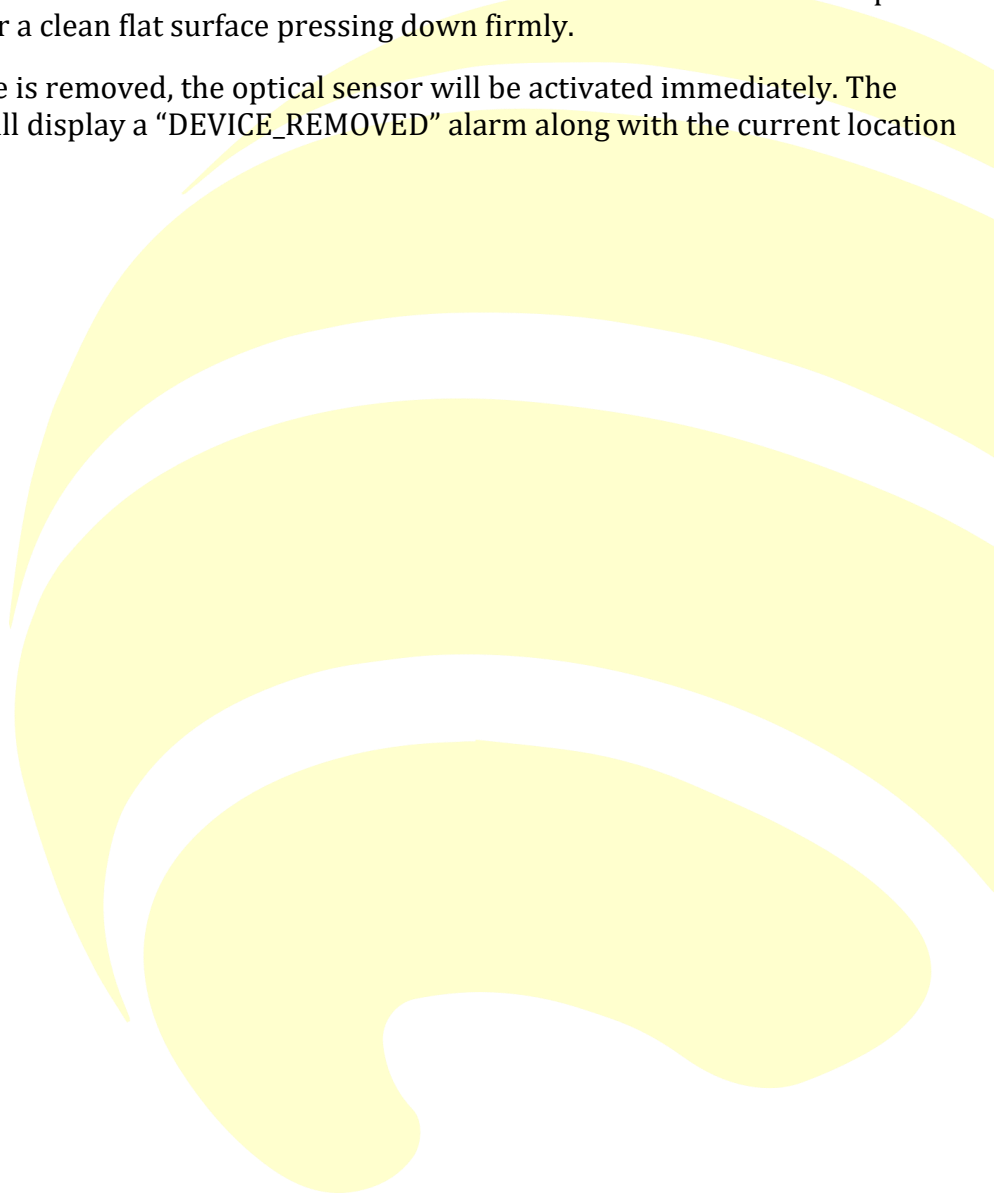 a clean flat surface pressing down firmly.
is removed, the optical sensor will be activated immediately. The
display a “DEVICE_REMOVED” alarm along with the current location